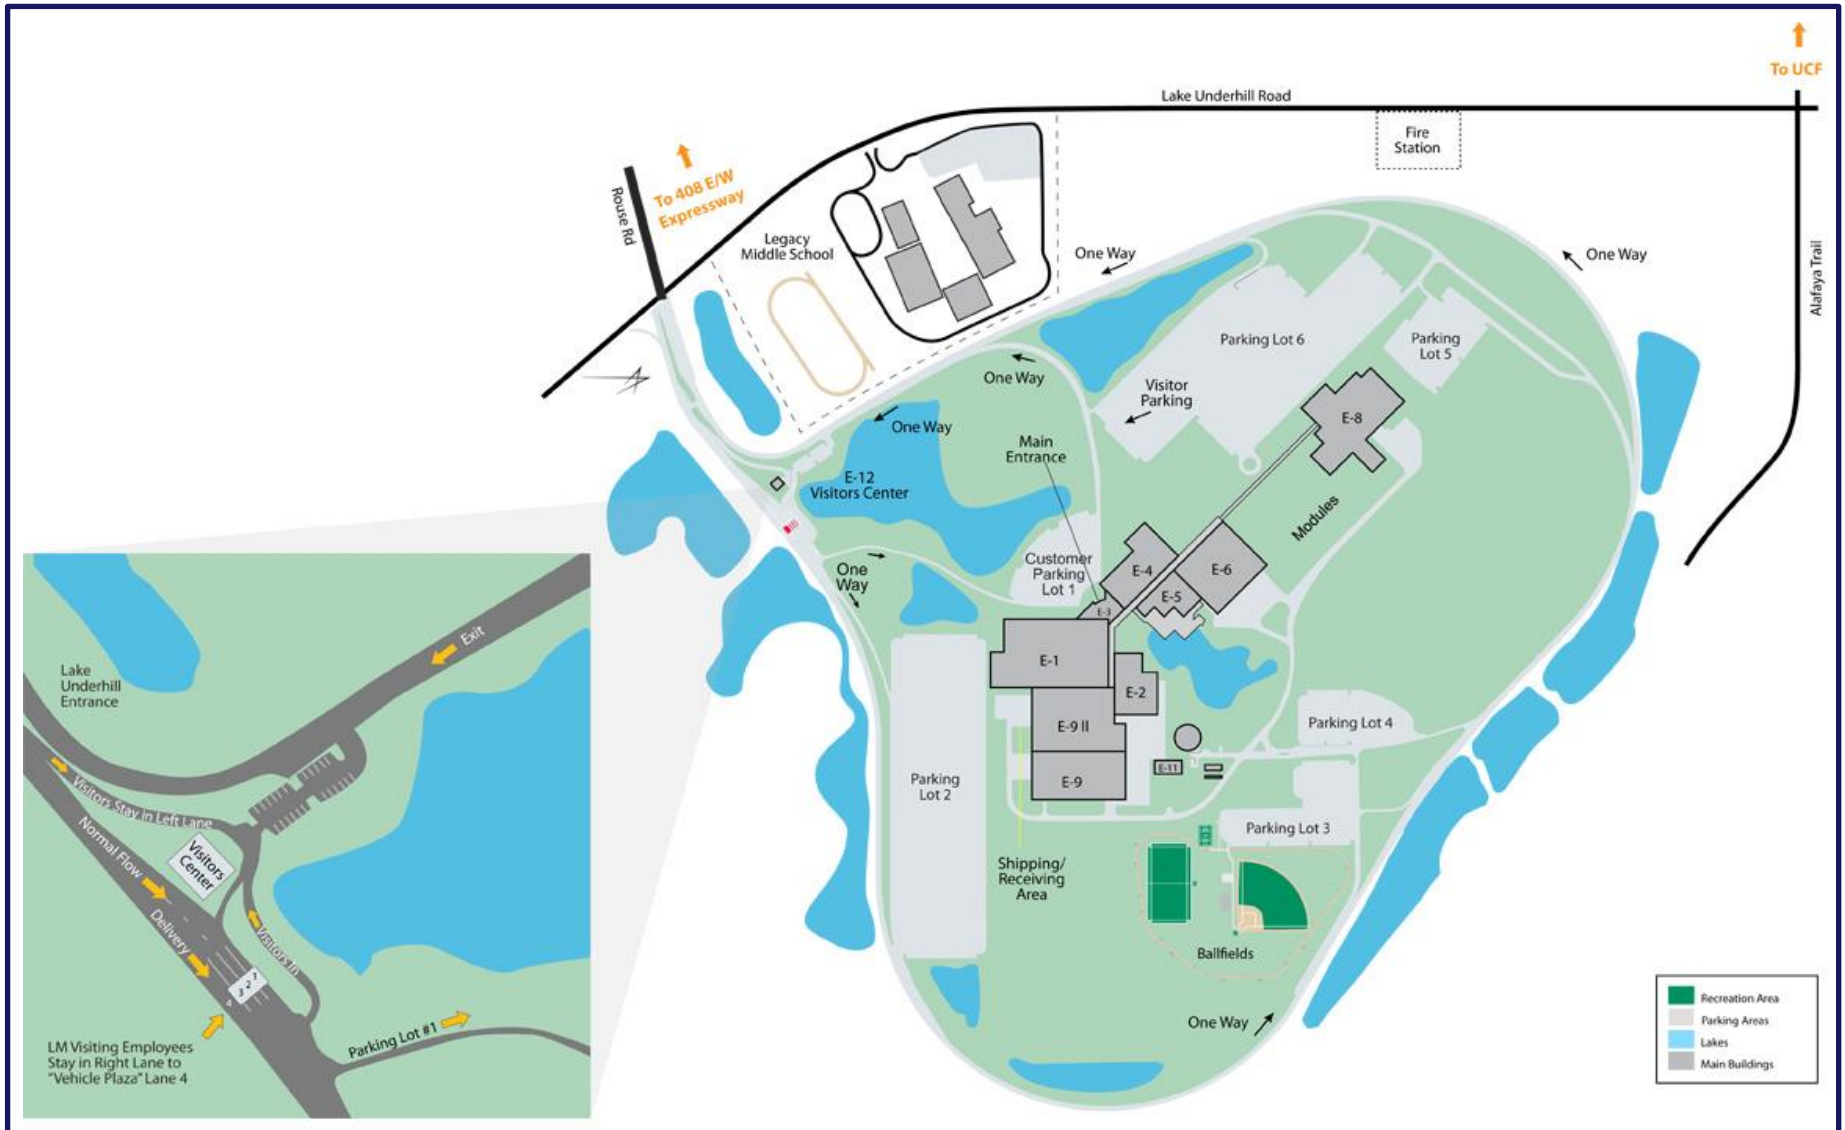 To UCF
Lake Underhill Road
Fire
Station
To 408 E/W
Expressway
Rouse Rd
Legacy
Middle School
One Way
One Way
Alafaya Trail
Parking Lot 6
Parking
Lot 5
One Way
Visitor
Parking
E-8
One Way
Main
Entrance
E-12
Visitors Center
Modules
Customer
Parking
Lot 1
One
Way
E-4
E-6
E-5
E-3
E-1
E-2
Parking Lot 4
E-9 II
E-11
Parking
Lot 2
E-9
Parking Lot 3
Shipping/
Receiving
Area
Ballfields
One Way
Exit
Lake
Underhill
Entrance
Visitors Stay in Left Lane
Normal Flow
Visitors
Center
Delivery
Visitors In
1
2
3
4
Parking Lot #1
LM Visiting Employees
Stay in Right Lane to
"Vehicle Plaza" Lane 4
Recreation Area
Parking Areas
Lakes
Main Buildings